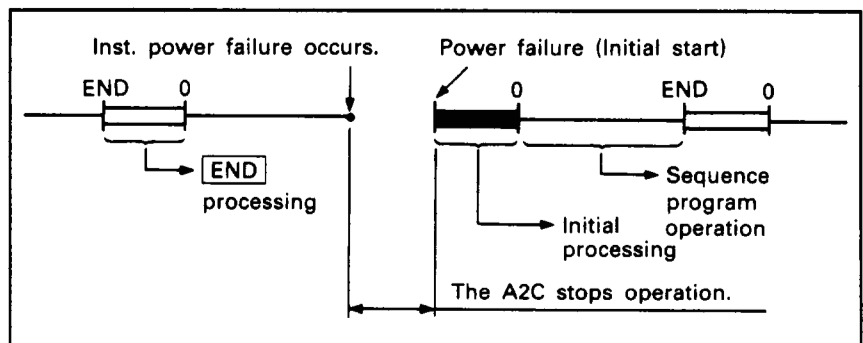 Inst. power failure occurs.
Power failure (Initial start)
END 0
0 END 0
END
processing
Sequence
program
operation
Initial
processing
The A2C stops operation.